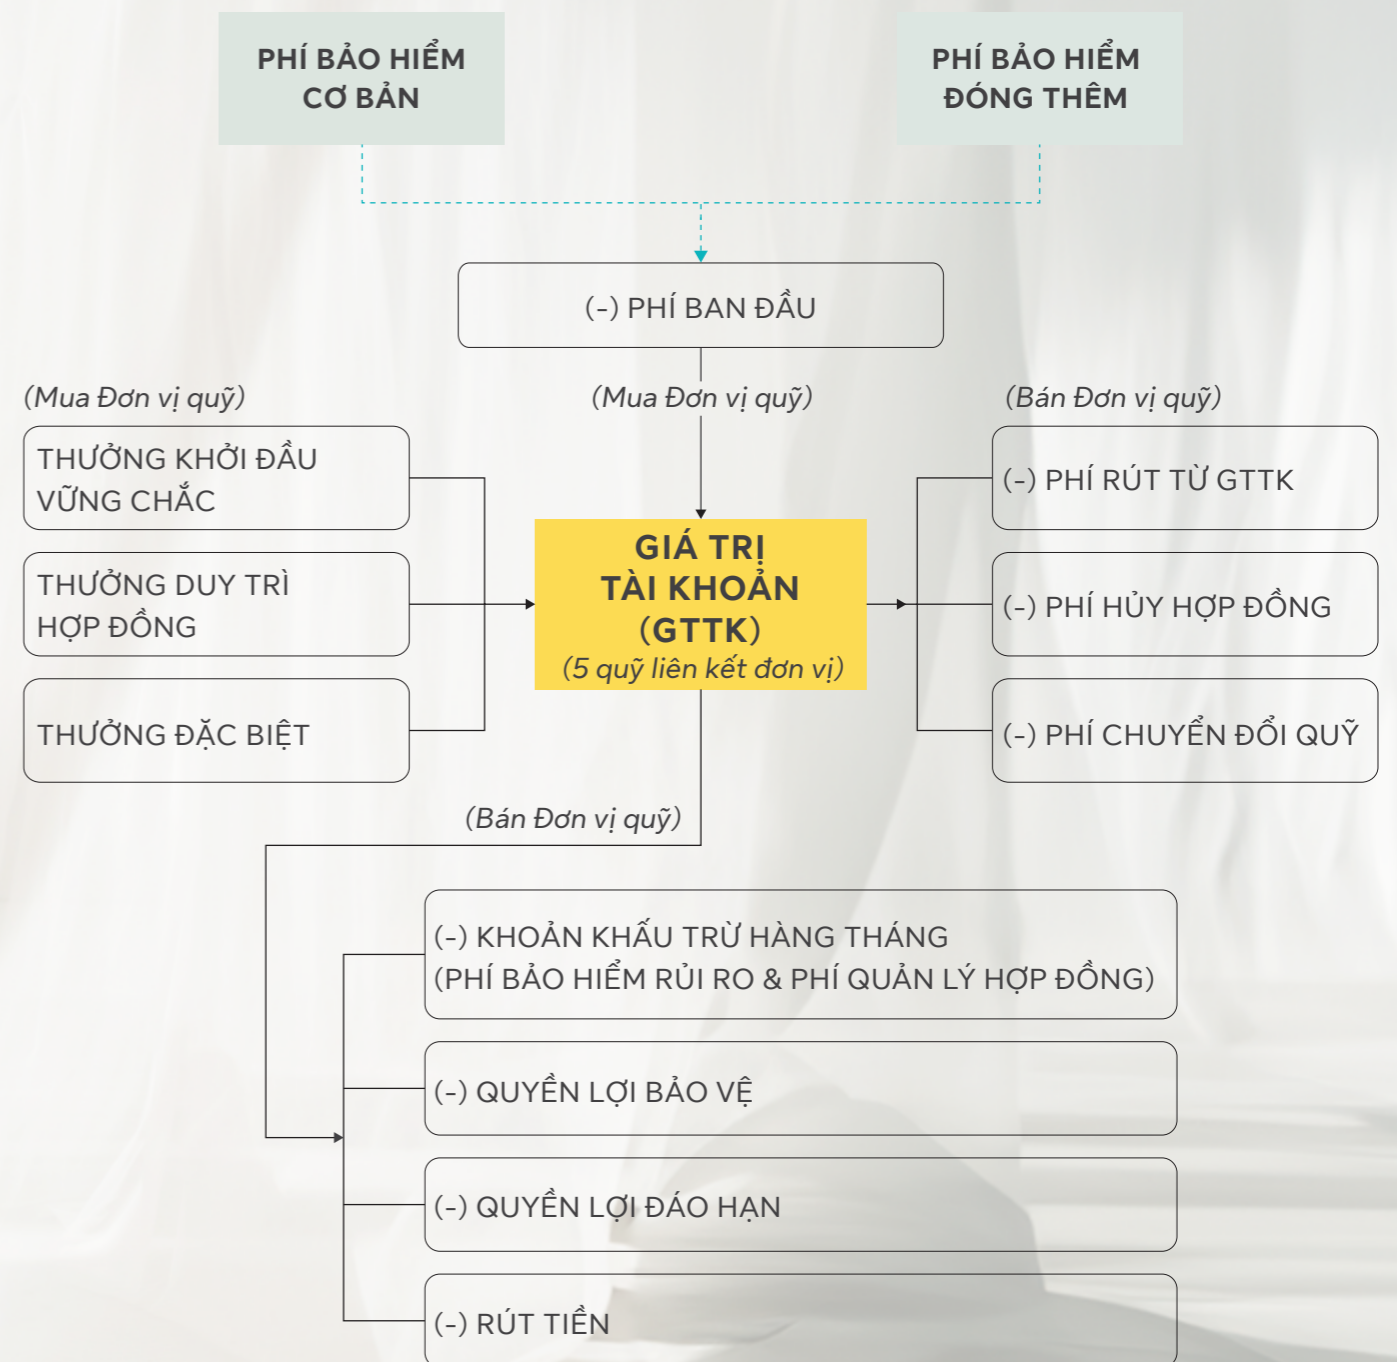 PHÍ BẢO HIỂM
CƠ BẢN
PHÍ BẢO HIỂM
ĐÓNG THÊM
(-) PHÍ BAN ĐẦU
(Mua Đơn vị quỹ)
(Mua Đơn vị quỹ)
(Bán Đơn vị quỹ)
THƯỞNG KHỞI ĐẦU
VỮNG CHẮC
THƯỞNG DUY TRÌ
HỢP ĐỒNG
THƯỞNG ĐẶC BIỆT
GIÁ TRỊ
TÀI KHOẢN
(GTTK)
(5 quỹ liên kết đơn vị)
(-) PHÍ RÚT TỪ GTTK
(-) PHÍ HỦY HỢP ĐỒNG
(-) PHÍ CHUYỂN ĐỔI QUỸ
(Bán Đơn vị quỹ)
(-) KHOẢN KHẤU TRỪ HÀNG THÁNG
(PHÍ BẢO HIỂM RỦI RO & PHÍ QUẢN LÝ HỢP ĐỒNG)
(-) QUYỀN LỢI BẢO VỆ
(-) QUYỀN LỢI ĐÁO HẠN
(-) RÚT TIỀN